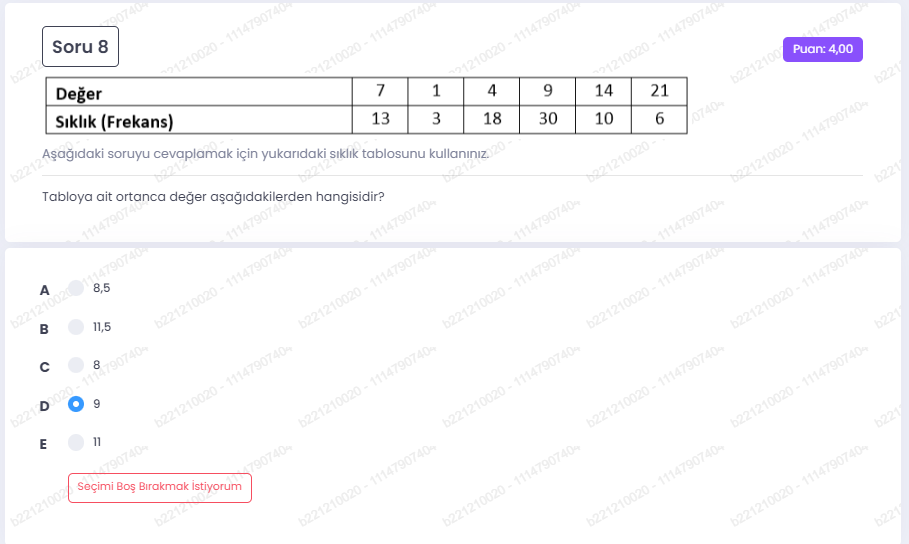 Soru 8
Puan: 4,00
Değer 7 1 4 9 14 21
Sıklık (Frekans) 13 3 18 30 10 6
Aşağıdaki soruyu cevaplamak için yukarıdaki sıklık tablosunu kullanınız.
Tabloya ait ortanca değer aşağıdakilerden hangisidir?
A 8,5
B 11,5
C 8
D 9
E 11
Seçimi Boş Bırakmak İstiyorum